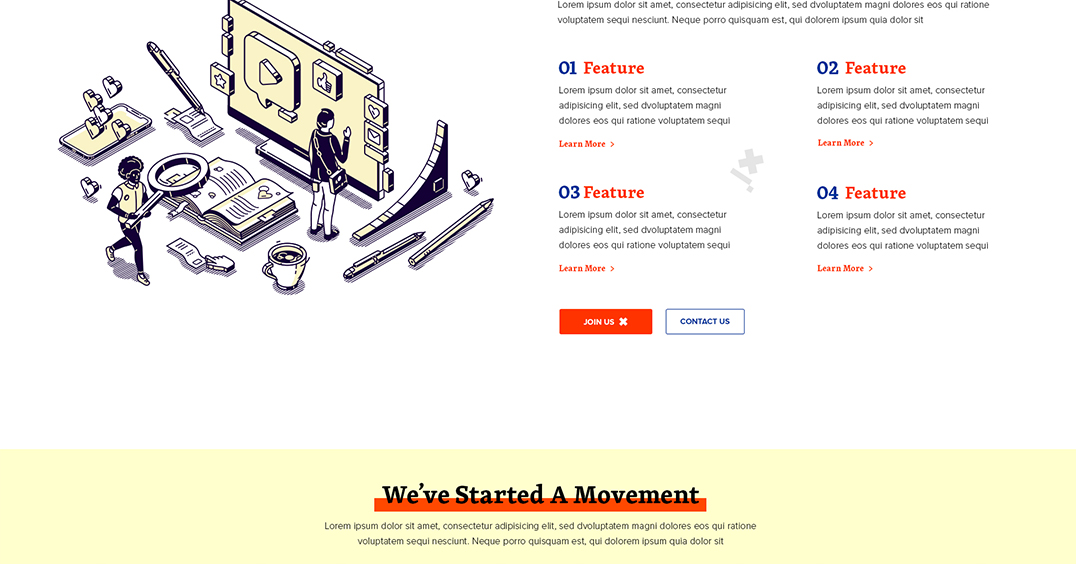 Lorem ipsum dolor sit amet, consectetur adipisicing elit, sed dvoluptatem magni dolores eos qui ratione
voluptatem sequi nesciunt. Neque porro quisquam est, qui dolorem ipsum quia dolor sit
01 Feature
Lorem ipsum dolor sit amet, consectetur
adipisicing elit, sed dvoluptatem magni
dolores eos qui ratione voluptatem sequi
Learn More >
02 Feature
Lorem ipsum dolor sit amet, consectetur
adipisicing elit, sed dvoluptatem magni
dolores eos qui ratione voluptatem sequi
Learn More >
03 Feature
Lorem ipsum dolor sit amet, consectetur
adipisicing elit, sed dvoluptatem magni
dolores eos qui ratione voluptatem sequi
Learn More >
04 Feature
Lorem ipsum dolor sit amet, consectetur
adipisicing elit, sed dvoluptatem magni
dolores eos qui ratione voluptatem sequi
Learn More >
JOIN US
CONTACT US
We've Started A Movement
Lorem ipsum dolor sit amet, consectetur adipisicing elit, sed dvoluptatem magni dolores eos qui ratione
voluptatem sequi nesciunt. Neque porro quisquam est, qui dolorem ipsum quia dolor sit